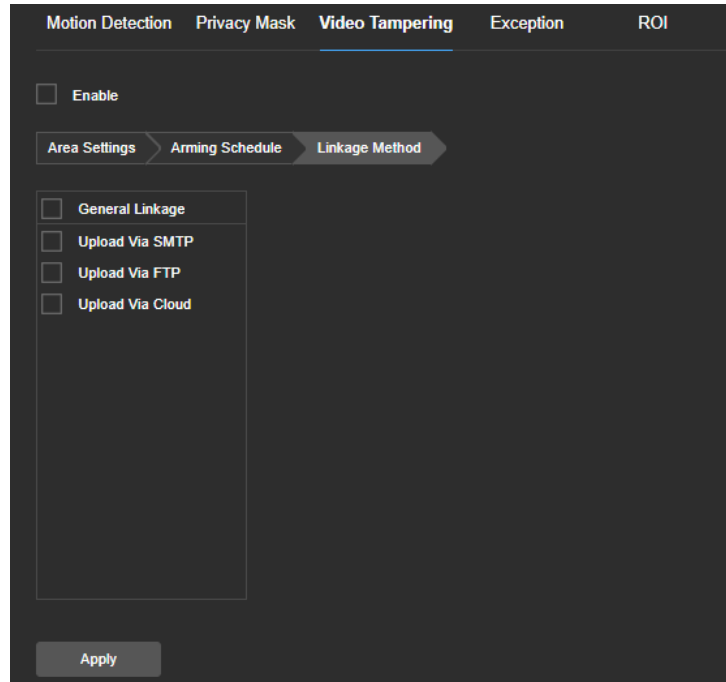 Motion Detection Privacy Mask Video Tampering Exception ROI
Enable
Area Settings Arming Schedule Linkage Method
General Linkage
Upload Via SMTP
Upload Via FTP
Upload Via Cloud
Apply